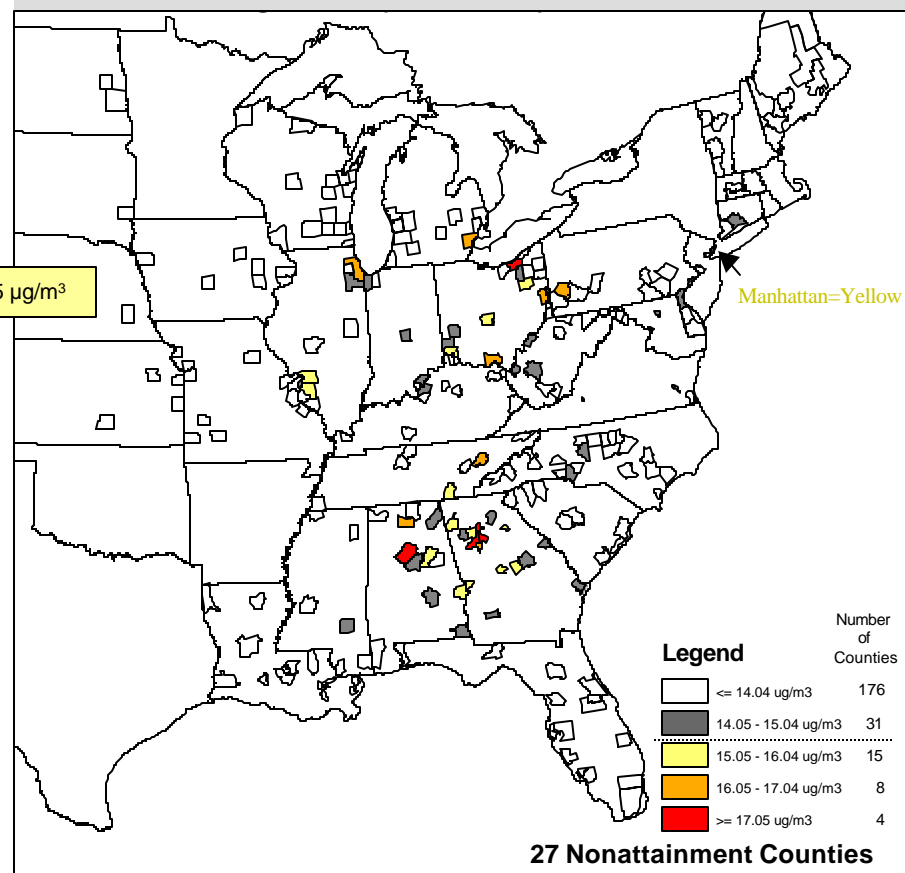 5 µg/m³
Manhattan=Yellow
Number
of
Counties
Legend
<= 14.04 ug/m3 176
14.05 - 15.04 ug/m3 31
15.05 - 16.04 ug/m3 15
16.05 - 17.04 ug/m3 8
>= 17.05 ug/m3 4
27 Nonattainment Counties